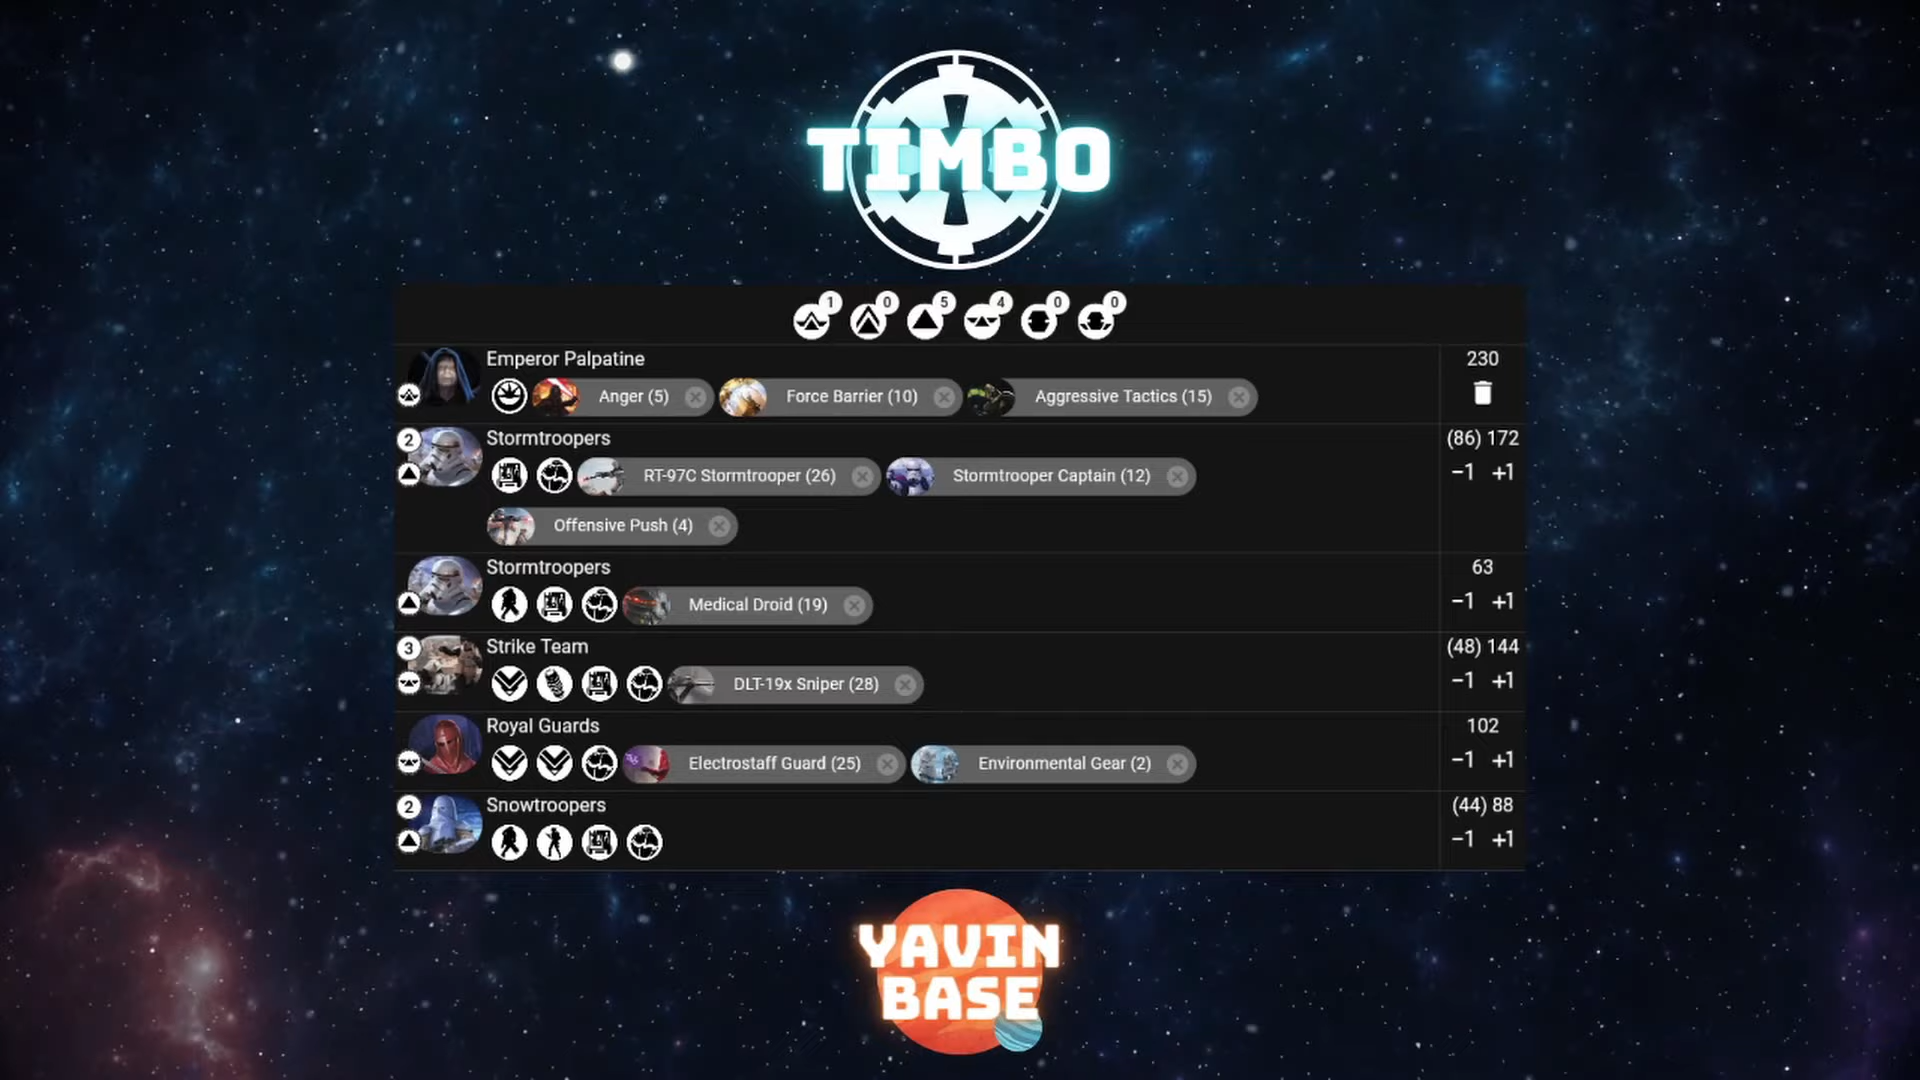 TIMBO
1 0 5 4 0 0
Emperor Palpatine 230
Anger (5) Force Barrier (10) Aggressive Tactics (15)
2 Stormtroopers (86) 172
RT-97C Stormtrooper (26) Stormtrooper Captain (12) −1 +1
Offensive Push (4)
Stormtroopers 63
Medical Droid (19) −1 +1
3 Strike Team (48) 144
DLT-19x Sniper (28) −1 +1
Royal Guards 102
Electrostaff Guard (25) Environmental Gear (2) −1 +1
2 Snowtroopers (44) 88
−1 +1
YAVIN
BASE